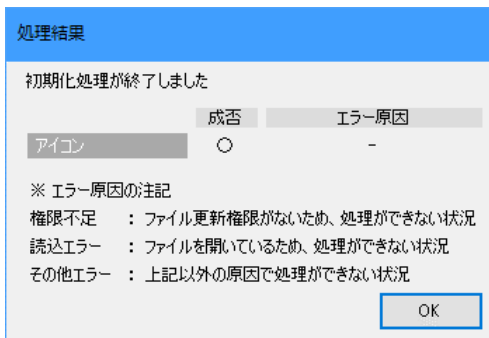 処理結果
初期化処理が終了しました
成否 エラー原因
アイコン ○ -
※ エラー原因の注記
権限不足 : ファイル更新権限がないため、処理ができない状況
読込エラー : ファイルを開いているため、処理ができない状況
その他エラー : 上記以外の原因で処理ができない状況
OK